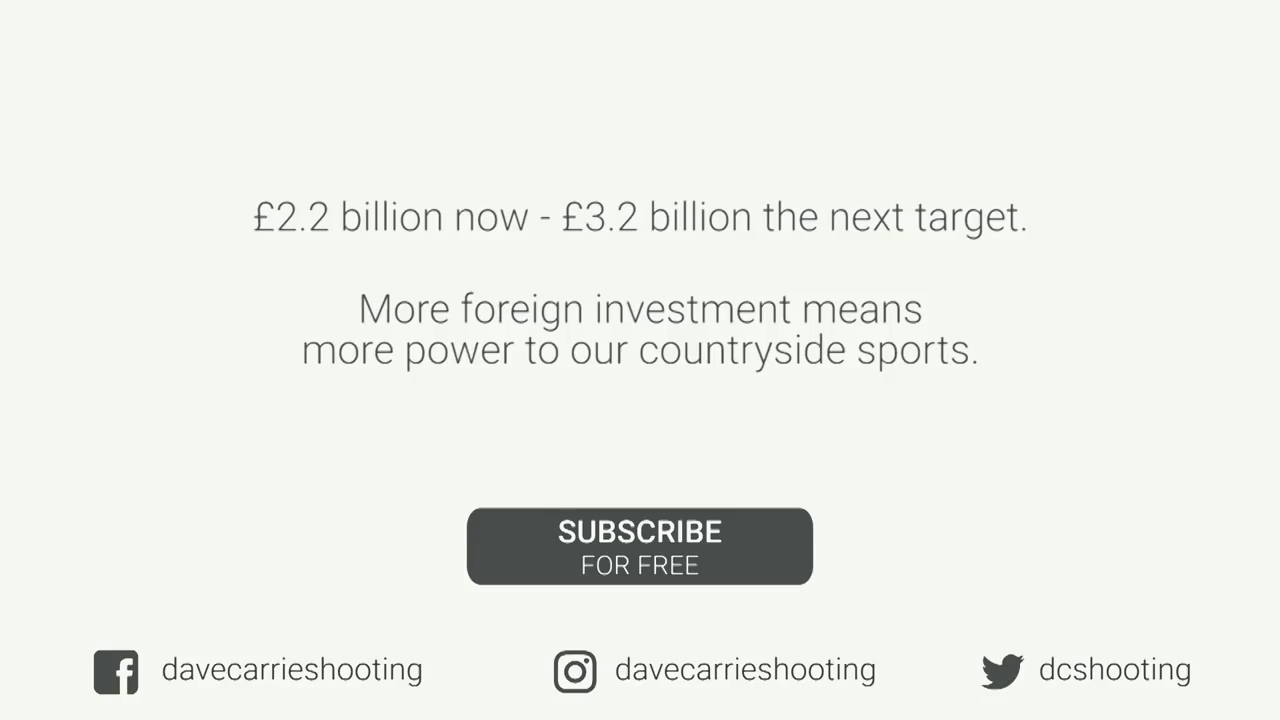 £2.2 billion now - £3.2 billion the next target.
More foreign investment means
more power to our countryside sports.
SUBSCRIBE
FOR FREE
davecarrieshooting
davecarrieshooting
dcshooting